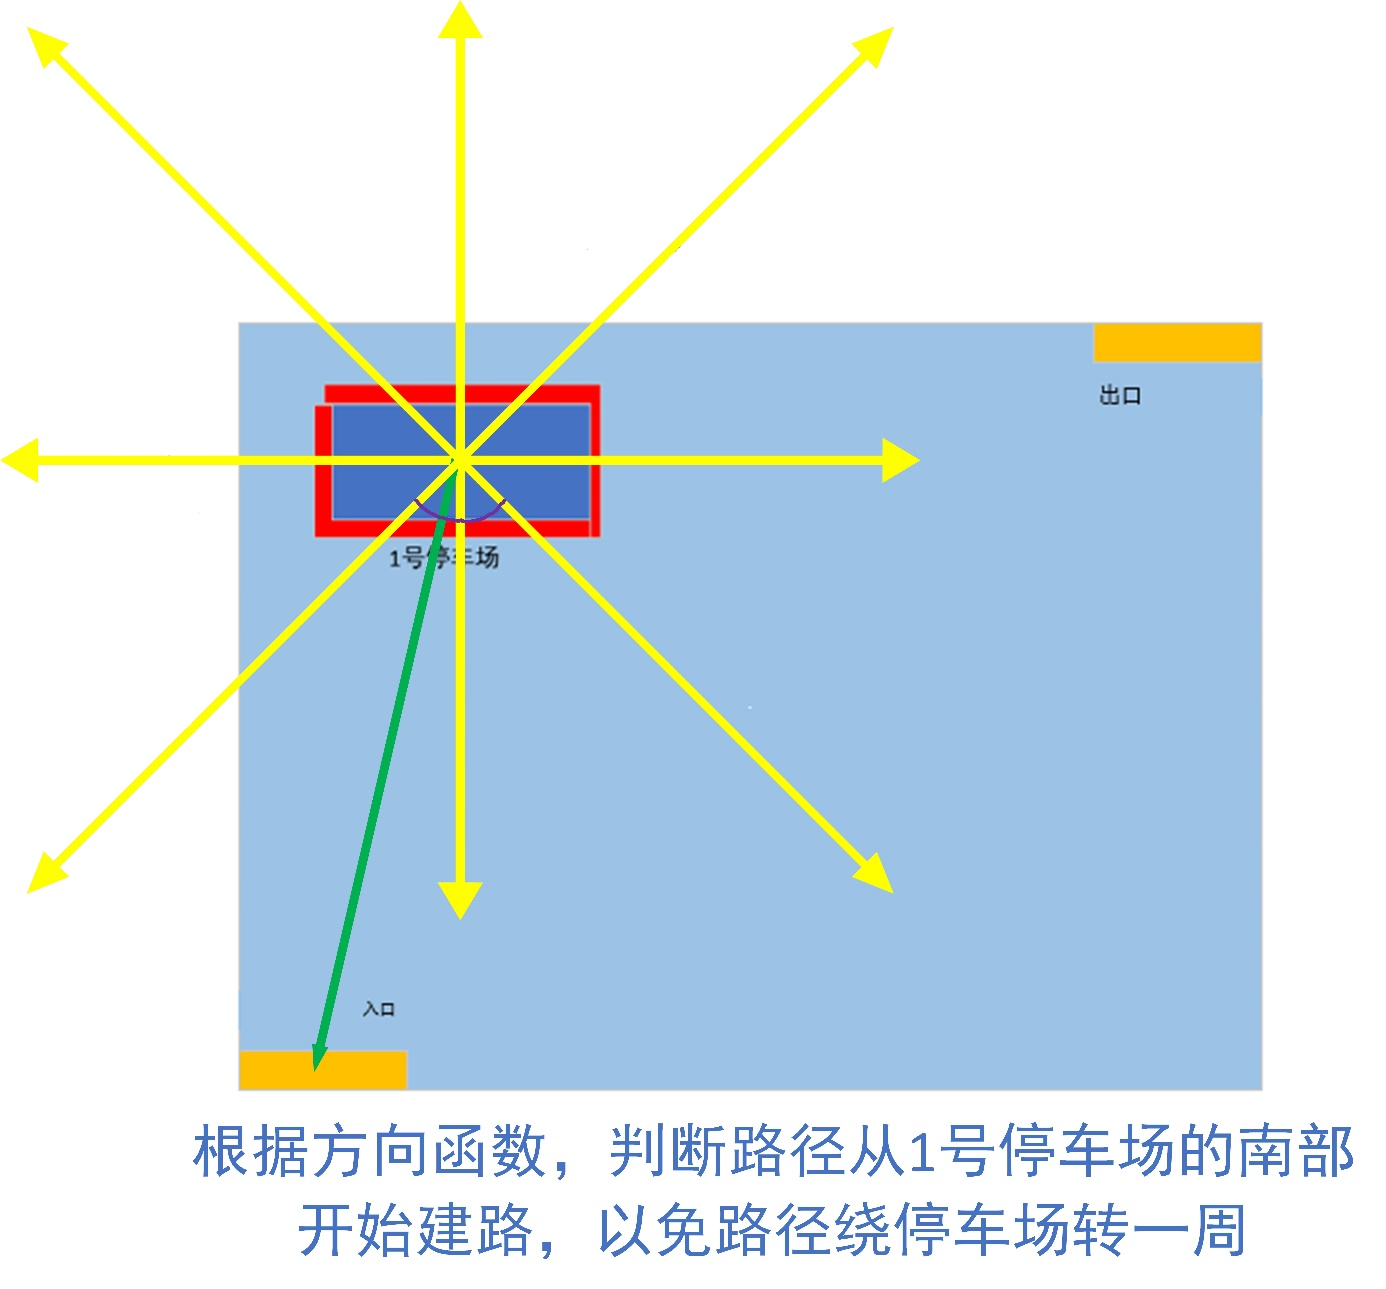 出口
1号停车场
入口
根据方向函数，判断路径从1号停车场的南部
开始建路，以免路径绕停车场转一周